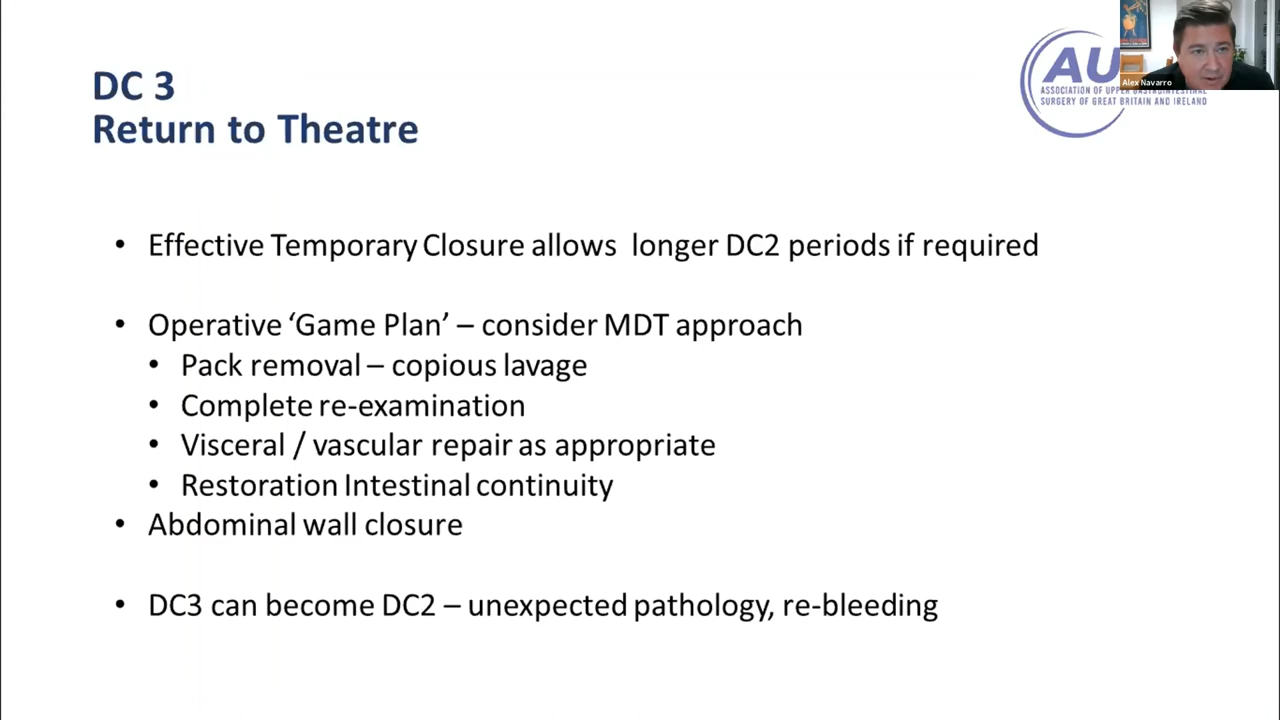 DC 3
Return to Theatre
AU
Alex Navarro
ASSOCIATION OF UPPER GASTROINTESTINAL
SURGERY OF GREAT BRITAIN AND IRELAND
• Effective Temporary Closure allows longer DC2 periods if required
• Operative ‘Game Plan’ – consider MDT approach
• Pack removal – copious lavage
• Complete re-examination
• Visceral / vascular repair as appropriate
• Restoration Intestinal continuity
• Abdominal wall closure
• DC3 can become DC2 – unexpected pathology, re-bleeding